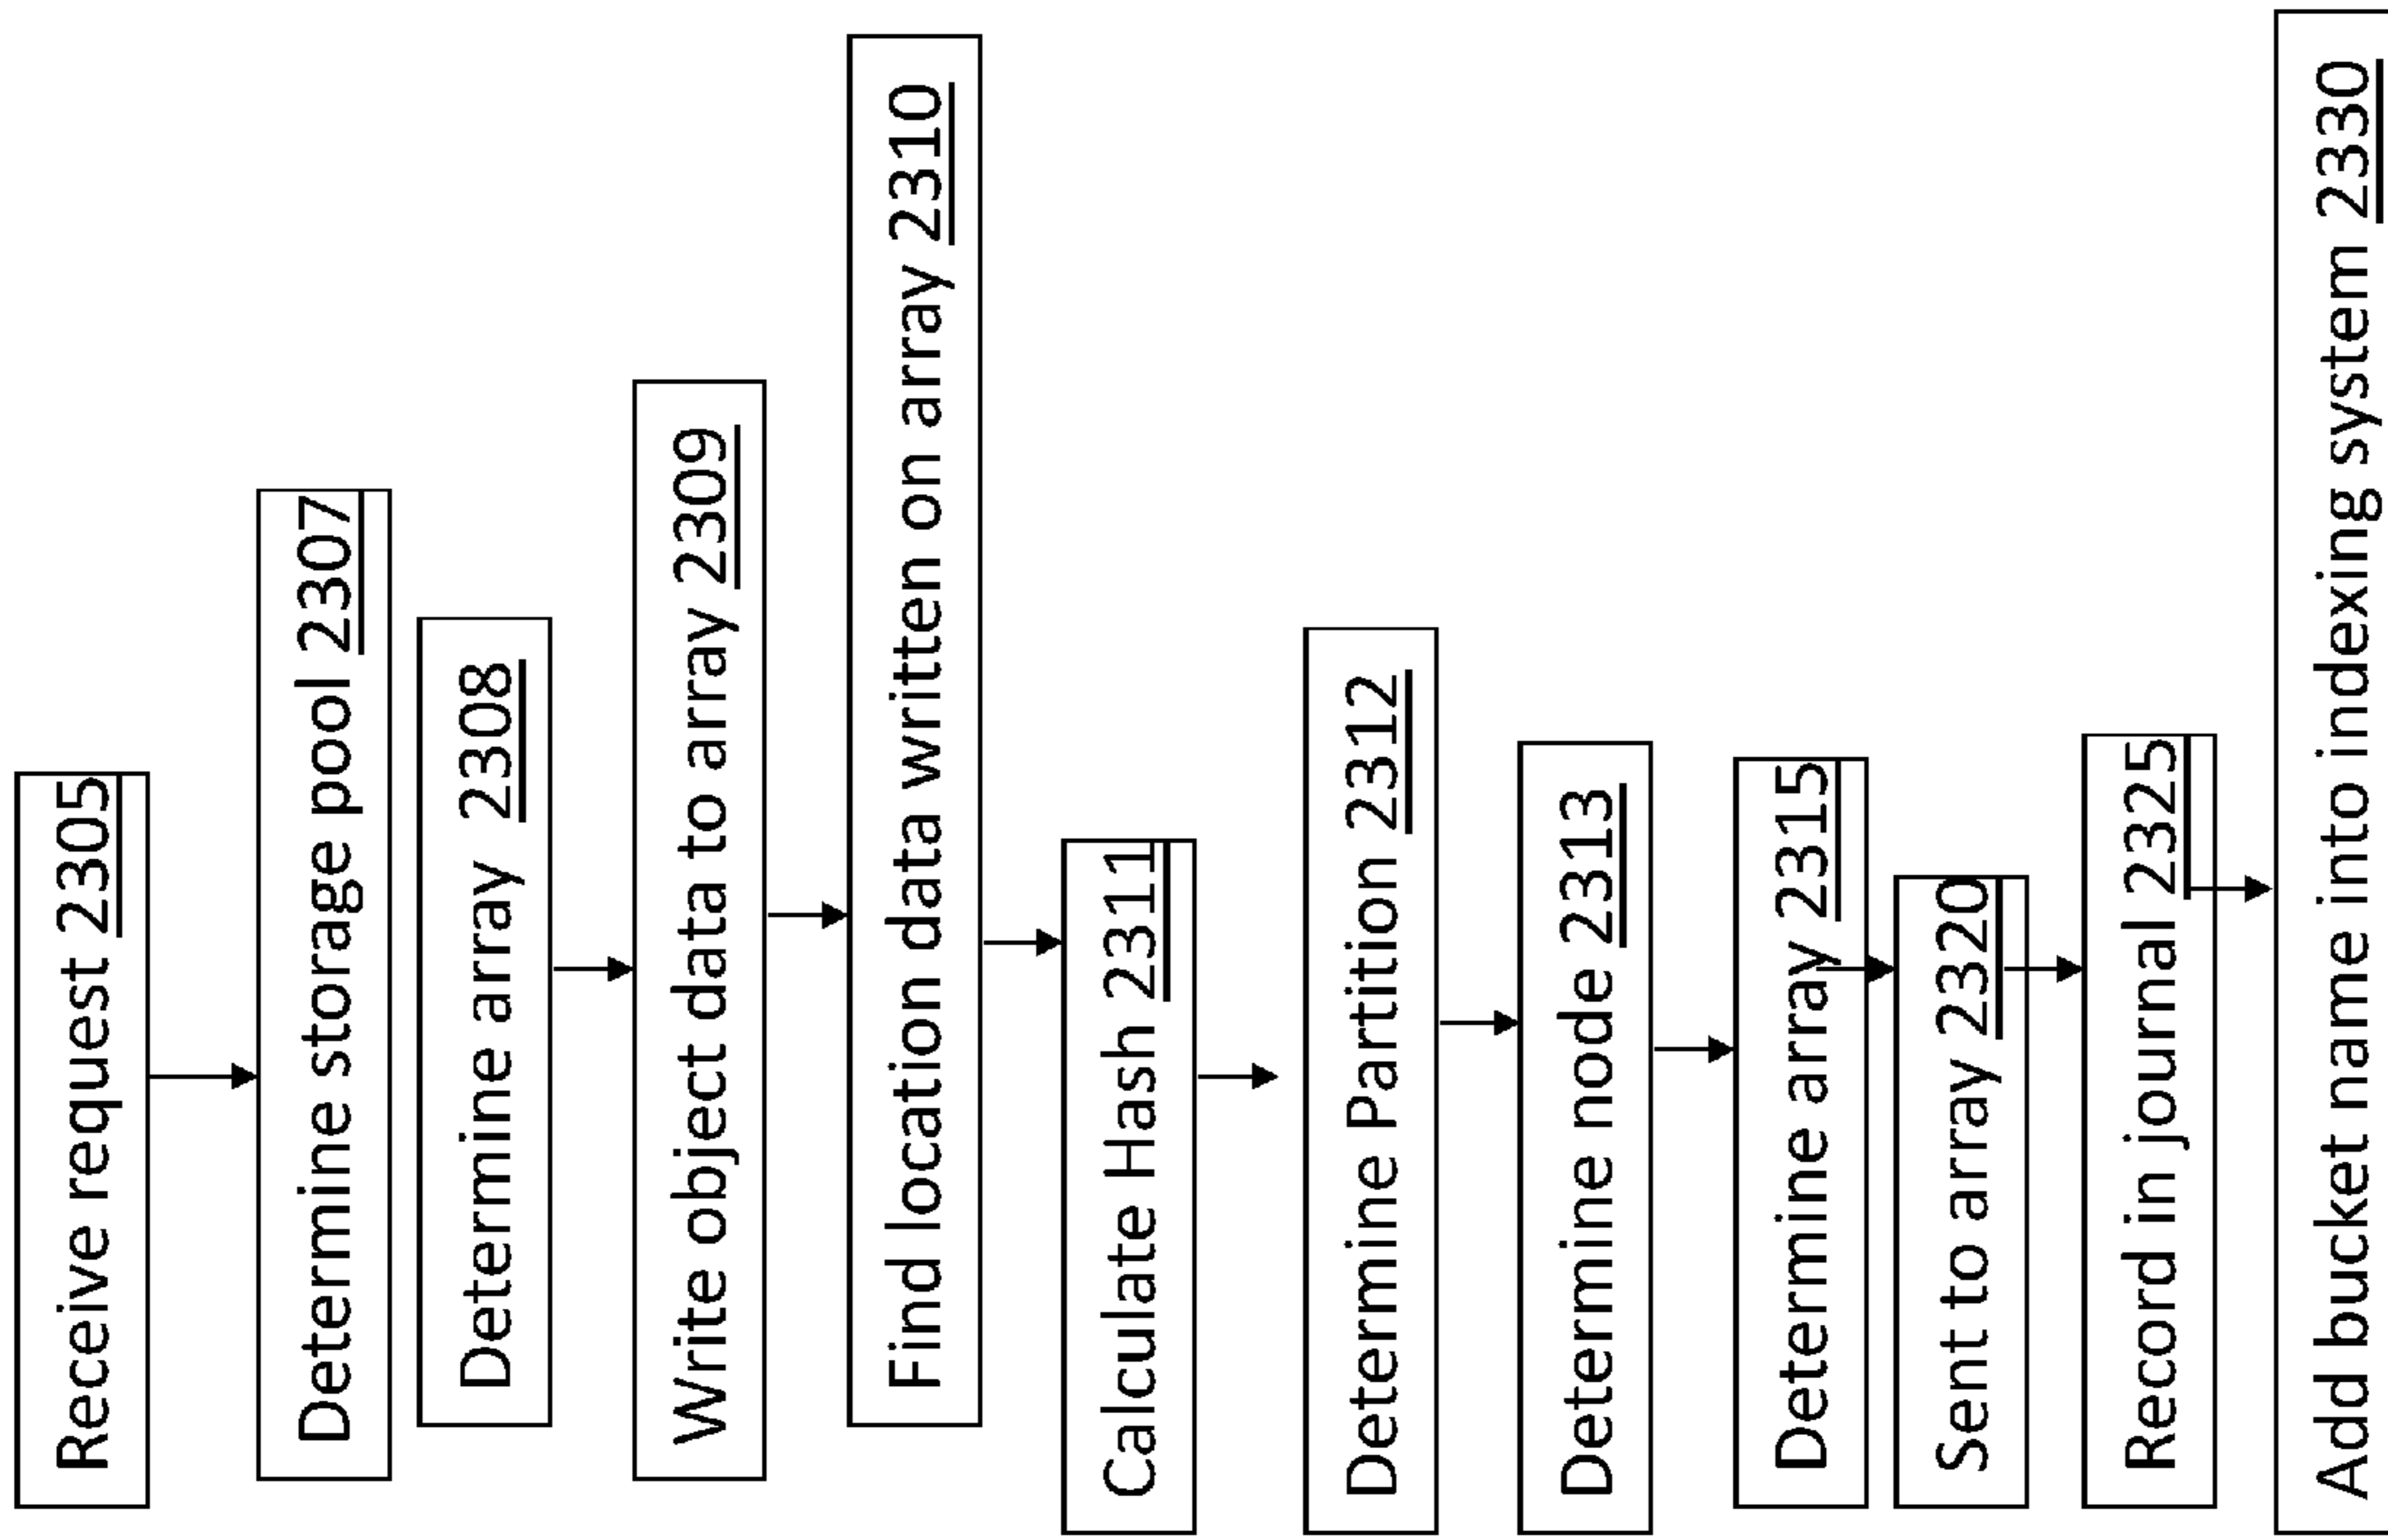 Receive request 2305
Determine storage pool 2307
Determine array 2308
Write object data to array 2309
Find location data written on array 2310
Calculate Hash 2311
Determine Partition 2312
Determine node 2313
Determine array 2315
Sent to array 2320
Record in journal 2325
Add bucket name into indexing system 2330